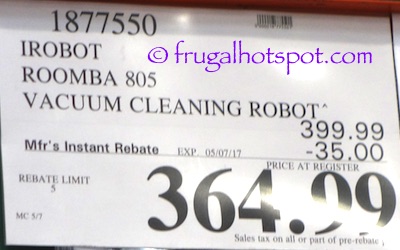 1877550
IROBOT
© frugalhotspot.com
ROOMBA 805
VACUUM CLEANING ROBOT^
399.99
Mfr's Instant Rebate EXP. 05/07/17 -35.00
PRICE AT REGISTER
REBATE LIMIT
5
364.99
MC 5/7
Sales tax on all or part of pre-rebate